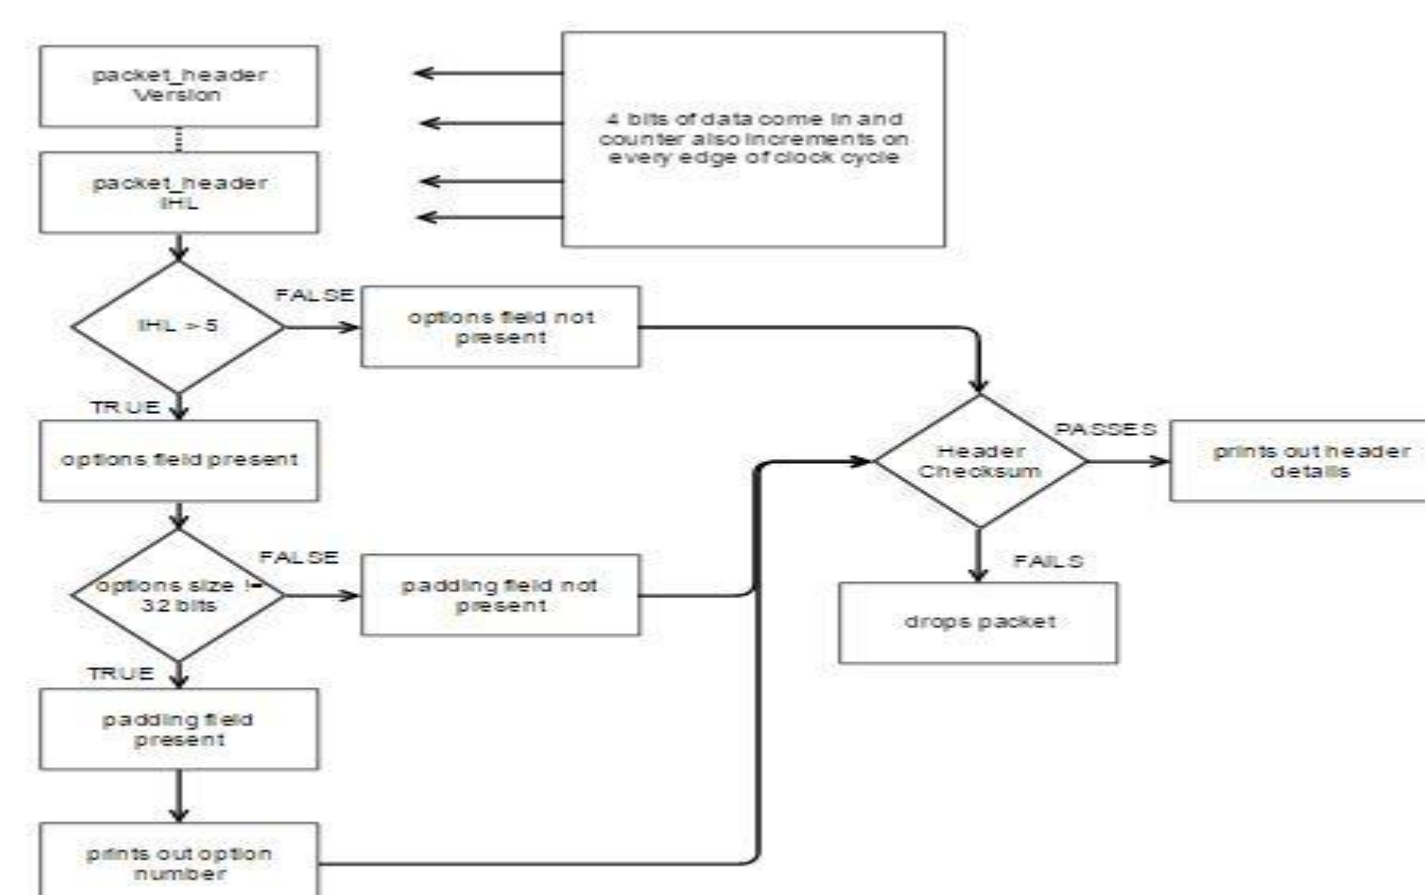 packet_header
Version
4 bits of data come in and
counter also increments on
every edge of clock cycle
packet_header
IHL
IHL > 5
FALSE
options field not
present
TRUE
options field present
Header
Checksum
PASSES
prints out header
details
FAILS
drops packet
options size !=
32 bits
FALSE
padding field not
present
TRUE
padding field
present
prints out option
number